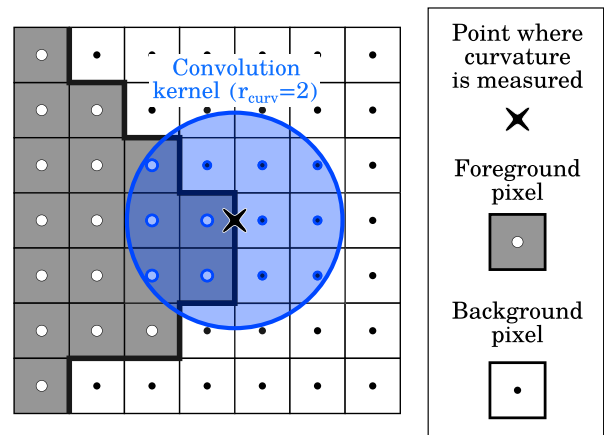 Convolution
kernel (rcurv=2)
Point where
curvature
is measured
Foreground
pixel
Background
pixel